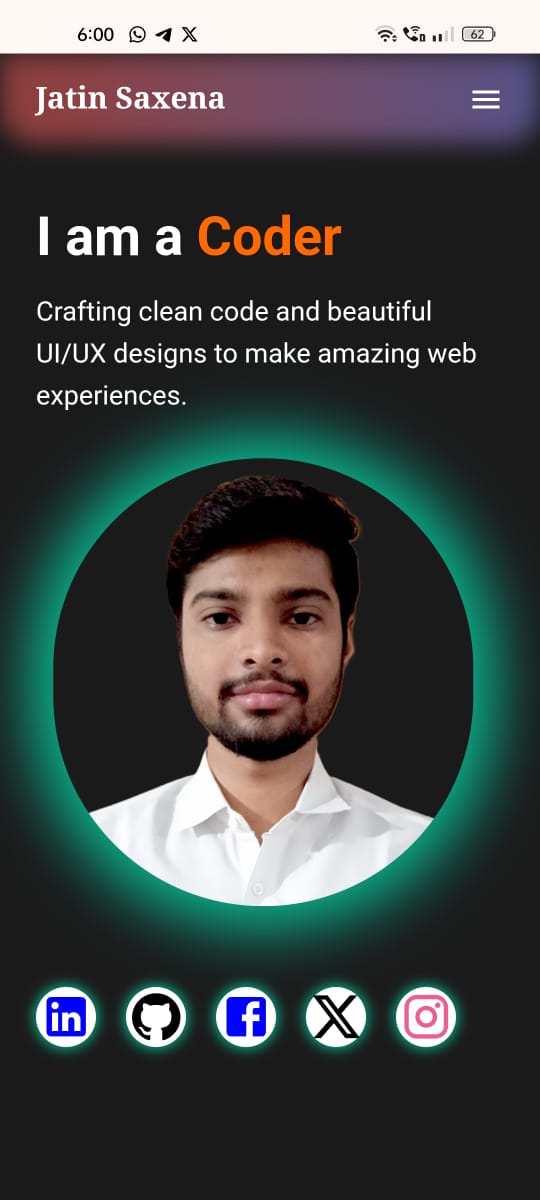 6:00
62
Jatin Saxena
I am a Coder
Crafting clean code and beautiful
UI/UX designs to make amazing web
experiences.
in